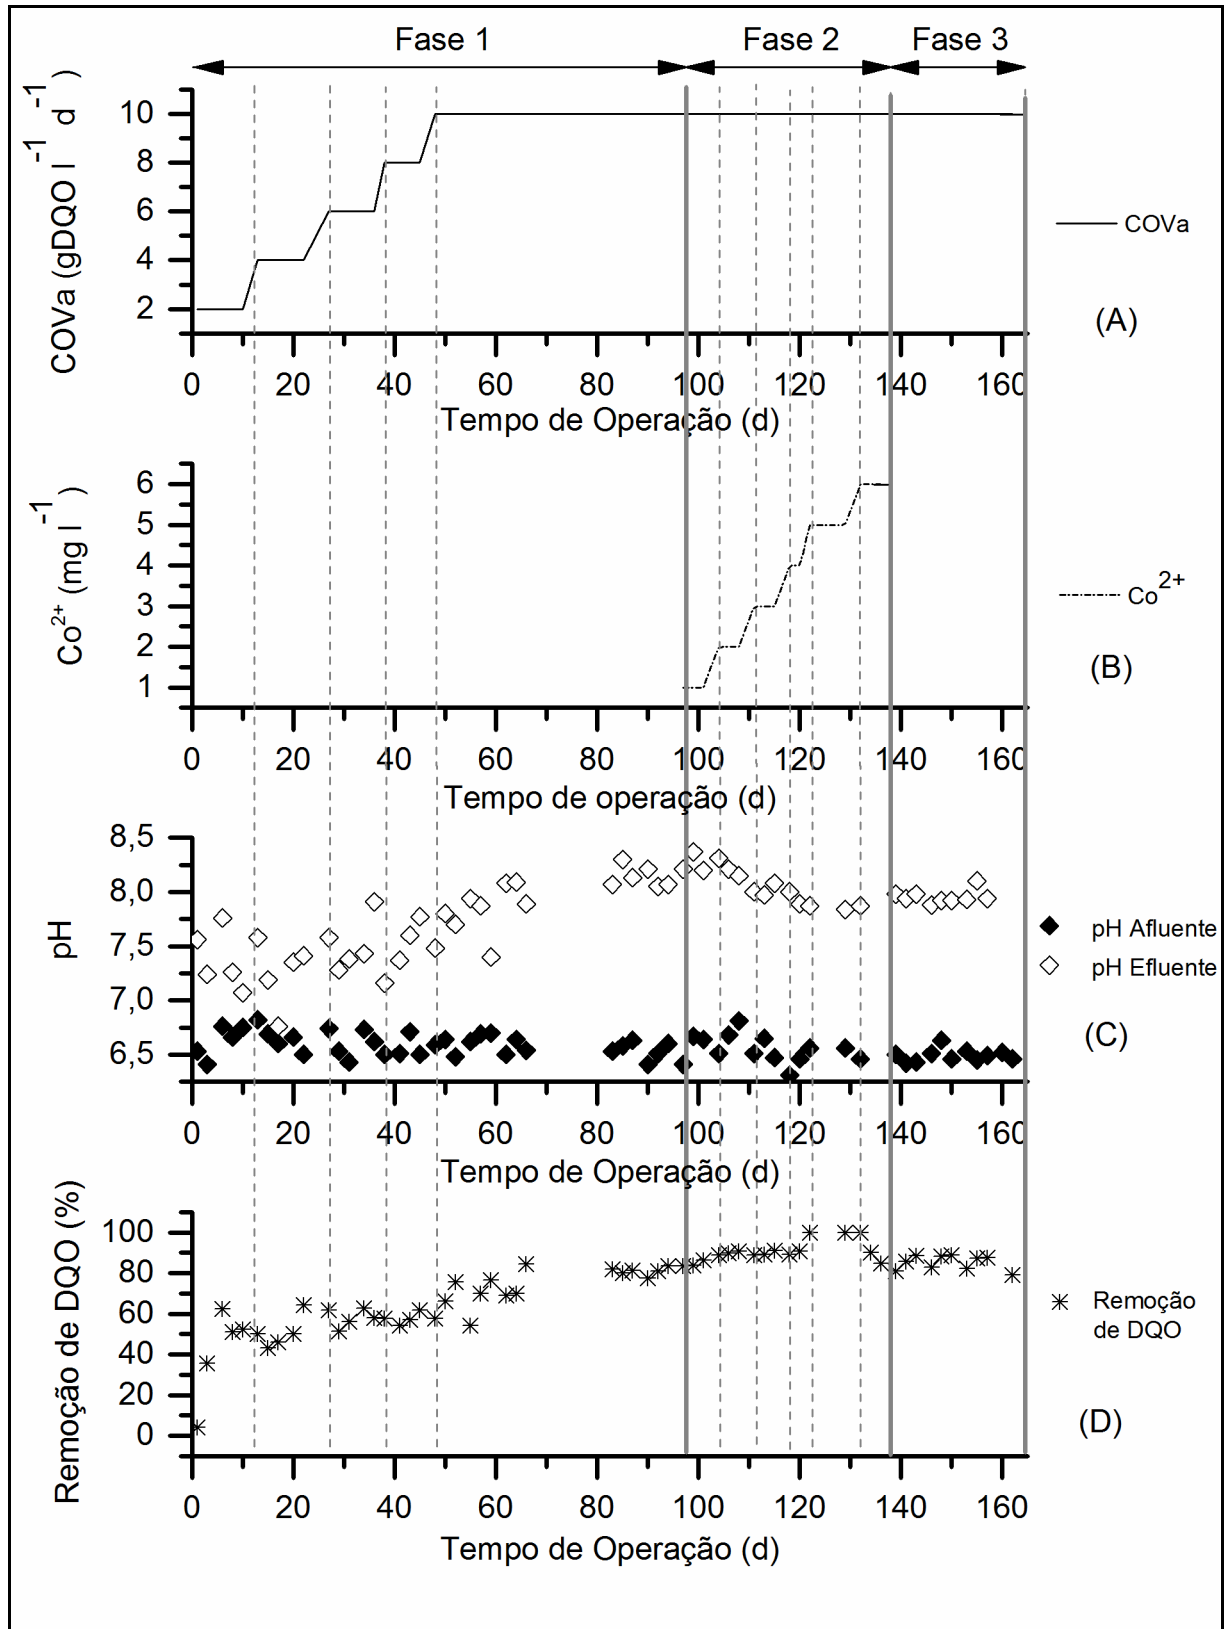 Fase 1 Fase 2 Fase 3
COVa (gDQO l⁻¹ d⁻¹)
10
8
6
4
2
0 20 40 60 80 100 120 140 160
Tempo de Operação (d)
COVa
(A)
Co²⁺ (mg l⁻¹)
6
5
4
3
2
1
0 20 40 60 80 100 120 140 160
Tempo de operação (d)
Co²⁺
(B)
pH
8,5
8,0
7,5
7,0
6,5
0 20 40 60 80 100 120 140 160
Tempo de Operação (d)
pH Afluente
pH Efluente
(C)
Remoção de DQO (%)
100
80
60
40
20
0
0 20 40 60 80 100 120 140 160
Tempo de Operação (d)
Remoção
de DQO
(D)